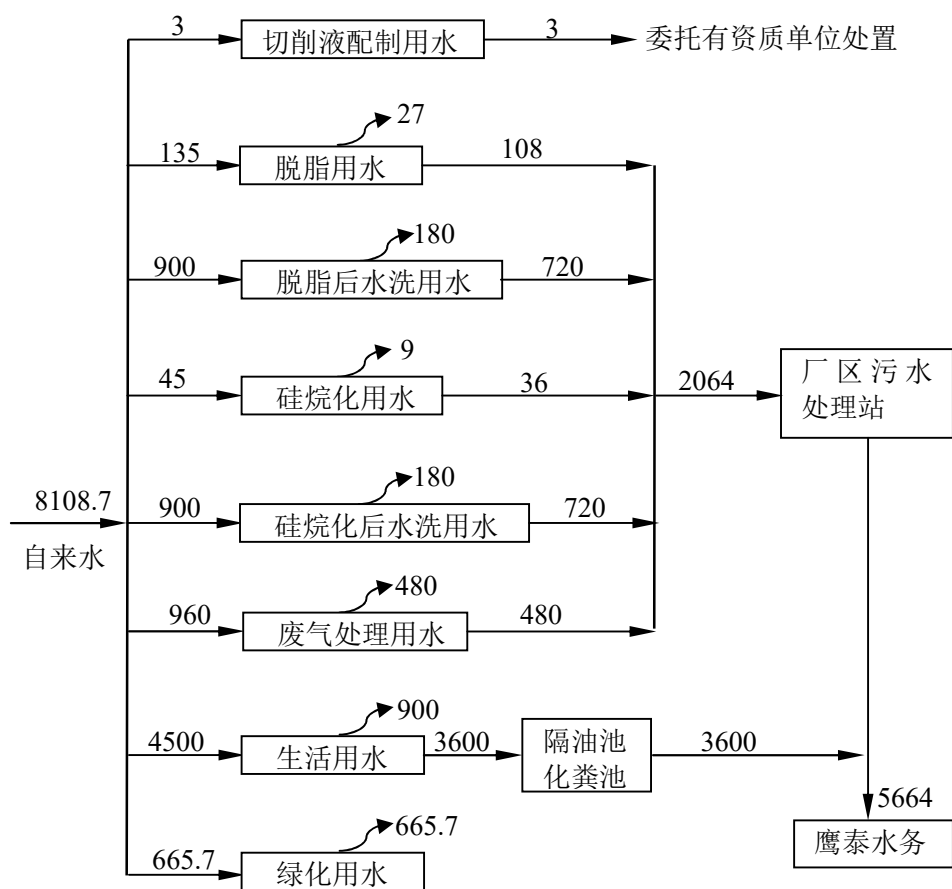 3
切削液配制用水
3
委托有资质单位处置
27
135
脱脂用水
108
180
900
脱脂后水洗用水
720
9
45
硅烷化用水
36
2064
厂区污水
处理站
8108.7
自来水
180
900
硅烷化后水洗用水
720
480
960
废气处理用水
480
900
4500
生活用水
3600
隔油池
化粪池
3600
5664
鹰泰水务
665.7
665.7
绿化用水